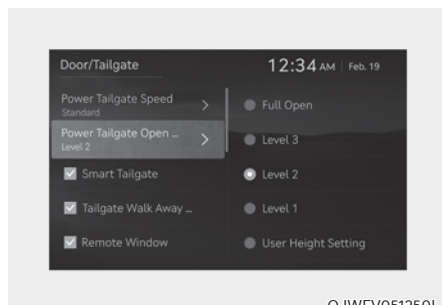 Door/Tailgate
12:34 AM Feb. 19
Power Tailgate Speed
Standard
Power Tailgate Open ...
Level 2
Smart Tailgate
Tailgate Walk Away ...
Remote Window
Full Open
Level 3
Level 2
Level 1
User Height Setting